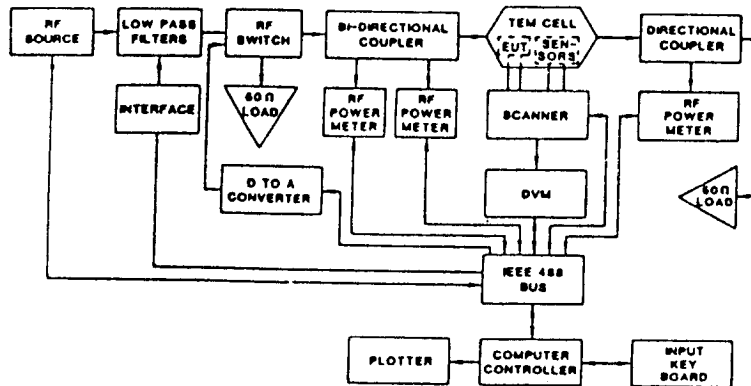 RF
SOURCE
LOW PASS
FILTERS
RF
SWITCH
BI-DIRECTIONAL
COUPLER
TEM CELL
EUT
SEN-
SORS
DIRECTIONAL
COUPLER
INTERFACE
50Ω
LOAD
RF
POWER
METER
RF
POWER
METER
SCANNER
RF
POWER
METER
D TO A
CONVERTER
DVM
50Ω
LOAD
IEEE 488
BUS
PLOTTER
COMPUTER
CONTROLLER
INPUT
KEY
BOARD